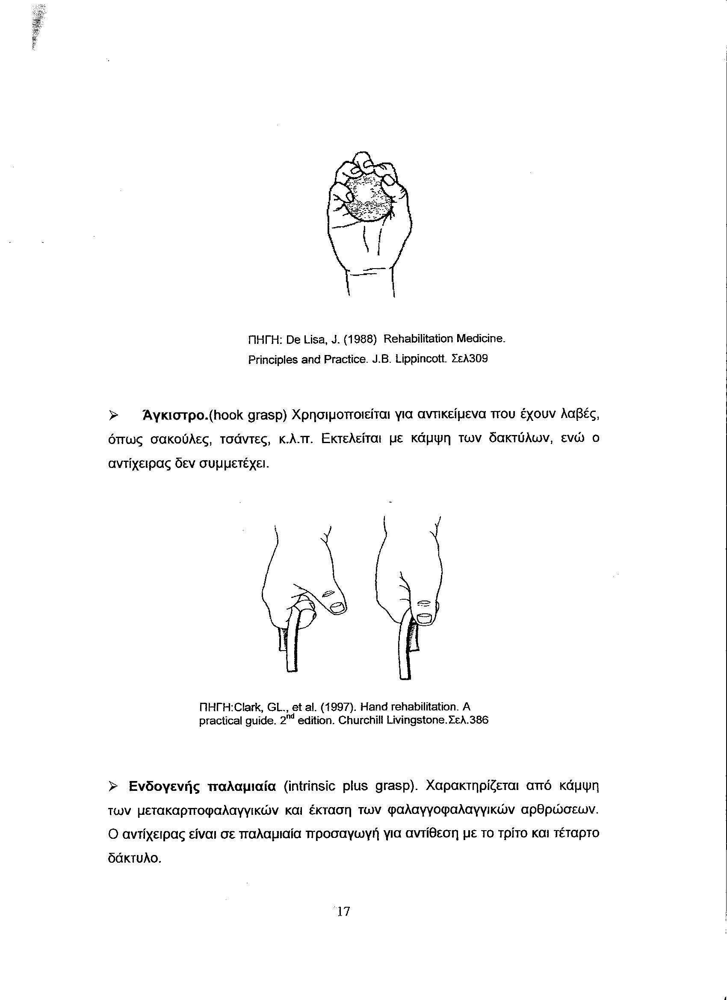 ΠΗΓΗ: De Lisa, J. (1988) Rehabilitation Medicine.
Principles and Practice. J.B. Lippincott. Σελ309
➢ Άγκιστρο.(hook grasp) Χρησιμοποιείται για αντικείμενα που έχουν λαβές,
όπως σακούλες, τσάντες, κ.λ.π. Εκτελείται με κάμψη των δακτύλων, ενώ ο
αντίχειρας δεν συμμετέχει.
ΠΗΓΗ:Clark, GL., et al. (1997). Hand rehabilitation. A
practical guide. 2nd edition. Churchill Livingstone.Σελ.386
➢ Ενδογενής παλαμιαία (intrinsic plus grasp). Χαρακτηρίζεται από κάμψη
των μετακαρποφαλαγγικών και έκταση των φαλαγγοφαλαγγικών αρθρώσεων.
Ο αντίχειρας είναι σε παλαμιαία προσαγωγή για αντίθεση με το τρίτο και τέταρτο
δάκτυλο.
17